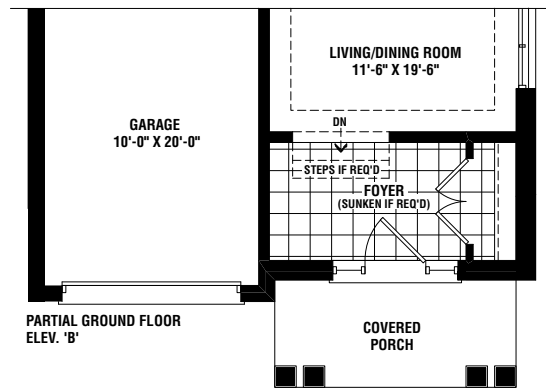 LIVING/DINING ROOM
11'-6" X 19'-6"
GARAGE
10'-0" X 20'-0"
DN
STEPS IF REQ'D
FOYER
(SUNKEN IF REQ'D)
PARTIAL GROUND FLOOR
ELEV. 'B'
COVERED
PORCH